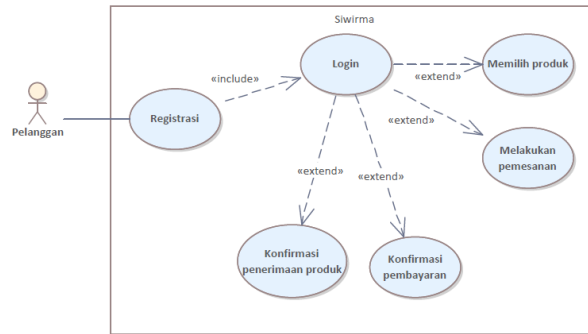 Siwirma
Login
Memilih produk
«include»
«extend»
Registrasi
«extend»
Pelanggan
Melakukan
pemesanan
«extend»
«extend»
Konfirmasi
penerimaan produk
Konfirmasi
pembayaran